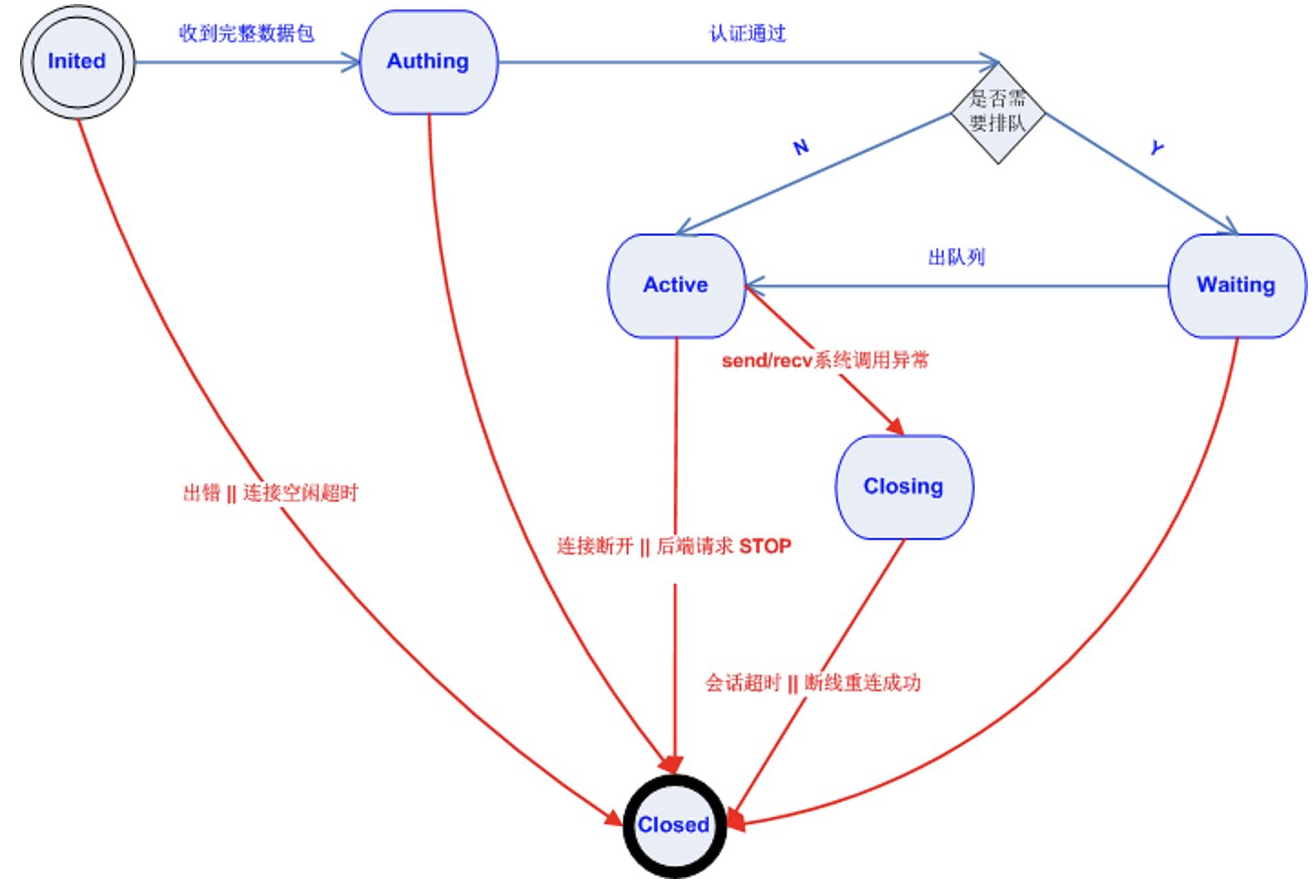 收到完整数据包
认证通过
Inited
Authing
是否需
要排队
N
Y
出队列
Active
Waiting
send/recv系统调用异常
Closing
出错 || 连接空闲超时
连接断开 || 后端请求 STOP
会话超时 || 断线重连成功
Closed